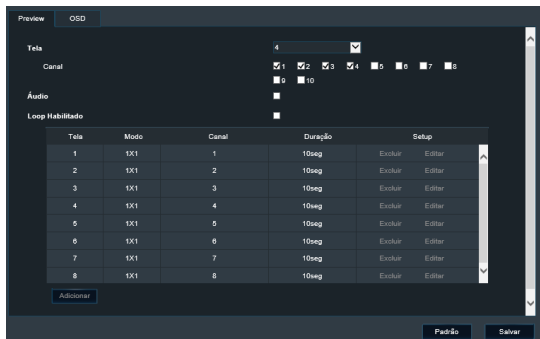 Preview OSD
Tela 4
Canal 1 2 3 4 5 6 7 8
9 10
Áudio
Loop Habilitado
Tela Modo Canal Duração Setup
1 1X1 1 10seg Excluir Editar
2 1X1 2 10seg Excluir Editar
3 1X1 3 10seg Excluir Editar
4 1X1 4 10seg Excluir Editar
5 1X1 5 10seg Excluir Editar
6 1X1 6 10seg Excluir Editar
7 1X1 7 10seg Excluir Editar
8 1X1 8 10seg Excluir Editar
Adicionar
Padrão Salvar